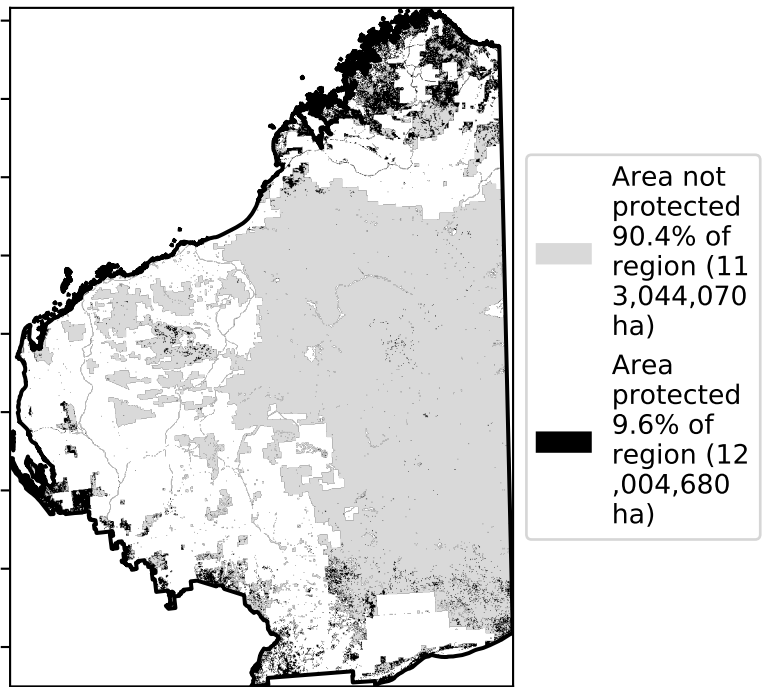 Area not
protected
90.4% of
region (11
3,044,070
ha)
Area
protected
9.6% of
region (12
,004,680
ha)